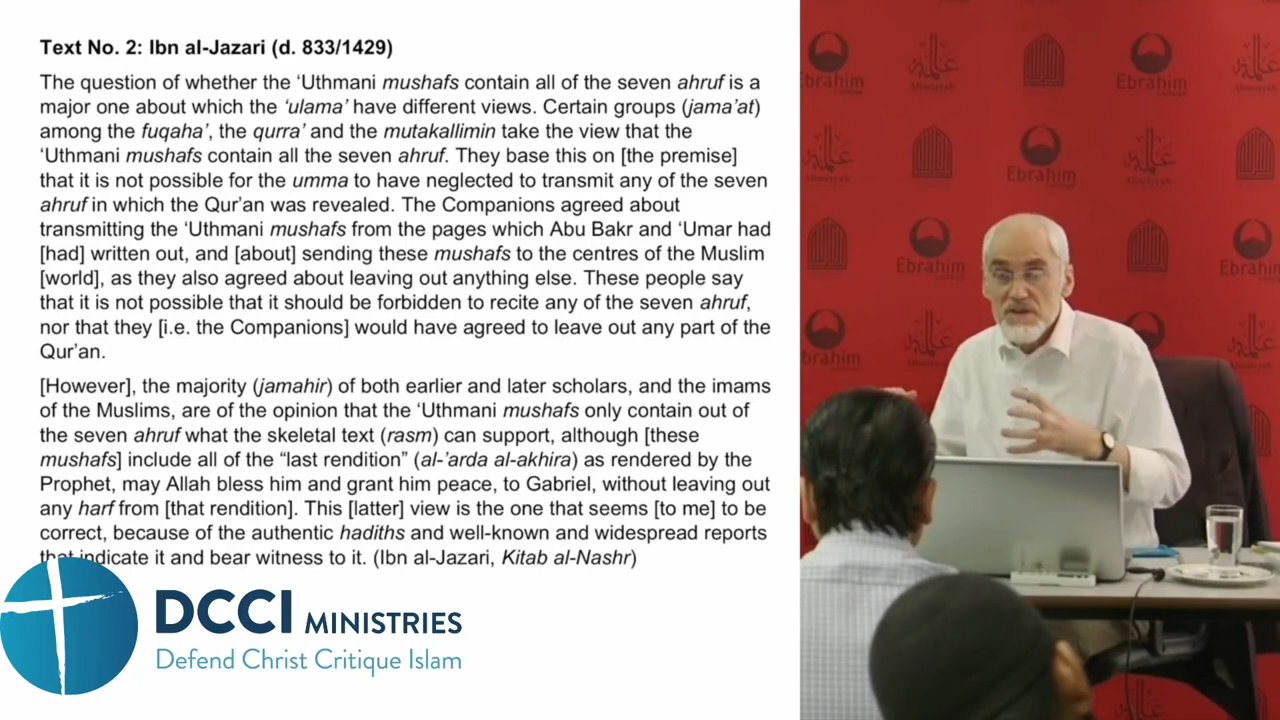 Text No. 2: Ibn al-Jazari (d. 833/1429)
The question of whether the ‘Uthmani mushafs contain all of the seven ahruf is a
major one about which the ‘ulama’ have different views. Certain groups (jama’at)
among the fuqaha’, the qurra’ and the mutakallimin take the view that the
‘Uthmani mushafs contain all the seven ahruf. They base this on [the premise]
that it is not possible for the umma to have neglected to transmit any of the seven
ahruf in which the Qur’an was revealed. The Companions agreed about
transmitting the ‘Uthmani mushafs from the pages which Abu Bakr and ‘Umar had
[had] written out, and [about] sending these mushafs to the centres of the Muslim
[world], as they also agreed about leaving out anything else. These people say
that it is not possible that it should be forbidden to recite any of the seven ahruf,
nor that they [i.e. the Companions] would have agreed to leave out any part of the
Qur’an.
[However], the majority (jamahir) of both earlier and later scholars, and the imams
of the Muslims, are of the opinion that the ‘Uthmani mushafs only contain out of
the seven ahruf what the skeletal text (rasm) can support, although [these
mushafs] include all of the “last rendition” (al-’arda al-akhira) as rendered by the
Prophet, may Allah bless him and grant him peace, to Gabriel, without leaving out
any harf from [that rendition]. This [latter] view is the one that seems [to me] to be
correct, because of the authentic hadiths and well-known and widespread reports
that indicate it and bear witness to it. (Ibn al-Jazari, Kitab al-Nashr)
DCCI MINISTRIES
Defend Christ Critique Islam
Ebrahim
Ebrahim
Ebrahim
Ebrahim
Ebrahim
Ebrahim